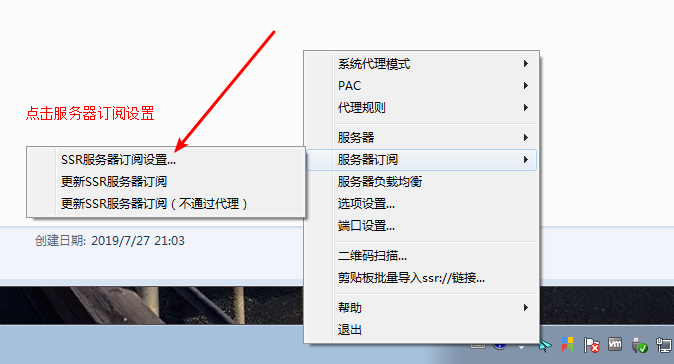 点击服务器订阅设置
SSR服务器订阅设置...
更新SSR服务器订阅
更新SSR服务器订阅（不通过代理）
创建日期: 2019/7/27 21:03
系统代理模式
PAC
代理规则
服务器
服务器订阅
服务器负载均衡
选项设置...
端口设置...
二维码扫描...
剪贴板批量导入ssr://链接...
帮助
退出
vm